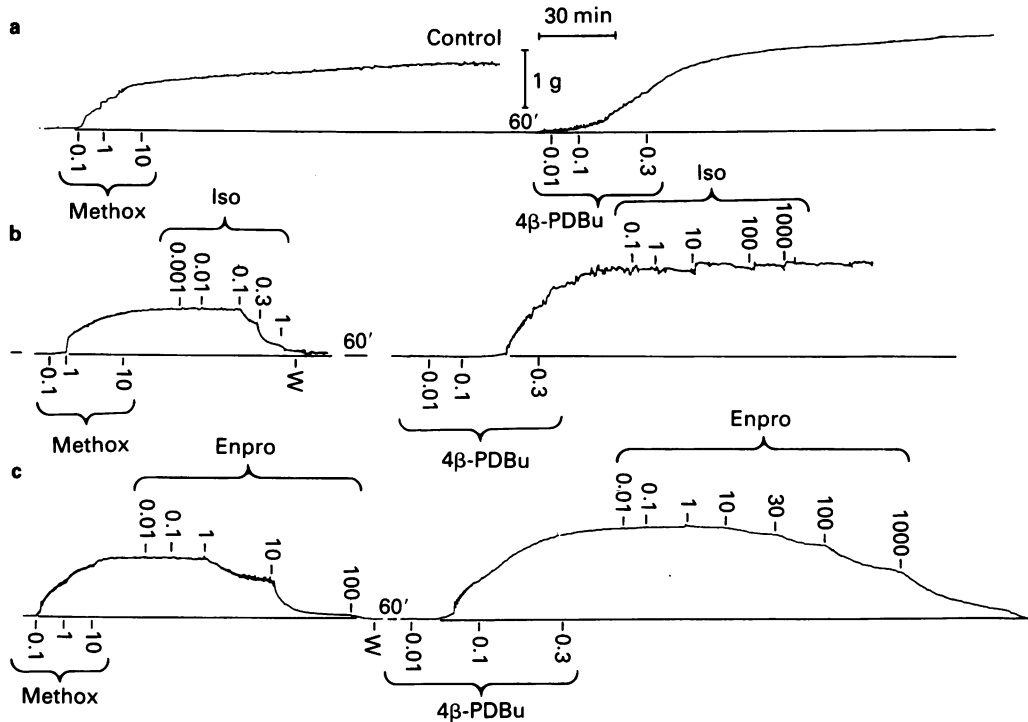 a
30 min
Control
1 g
60′
0.1
1
10
0.01
0.1
0.3
Methox
4β-PDBu
b
Iso
Iso
0.001
0.01
0.1
0.3
1
0.1
1
10
100
1000
60′
0.1
1
10
W
0.01
0.1
0.3
Methox
4β-PDBu
c
Enpro
Enpro
0.01
0.1
1
10
100
0.01
0.1
1
10
30
100
1000
60′
0.1
1
10
W
0.01
0.1
0.3
Methox
4β-PDBu